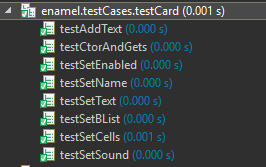 enamel.testCases.testCard (0.001 s)
testAddText (0.000 s)
testCtorAndGets (0.000 s)
testSetEnabled (0.000 s)
testSetName (0.000 s)
testSetText (0.000 s)
testSetBList (0.000 s)
testSetCells (0.001 s)
testSetSound (0.000 s)